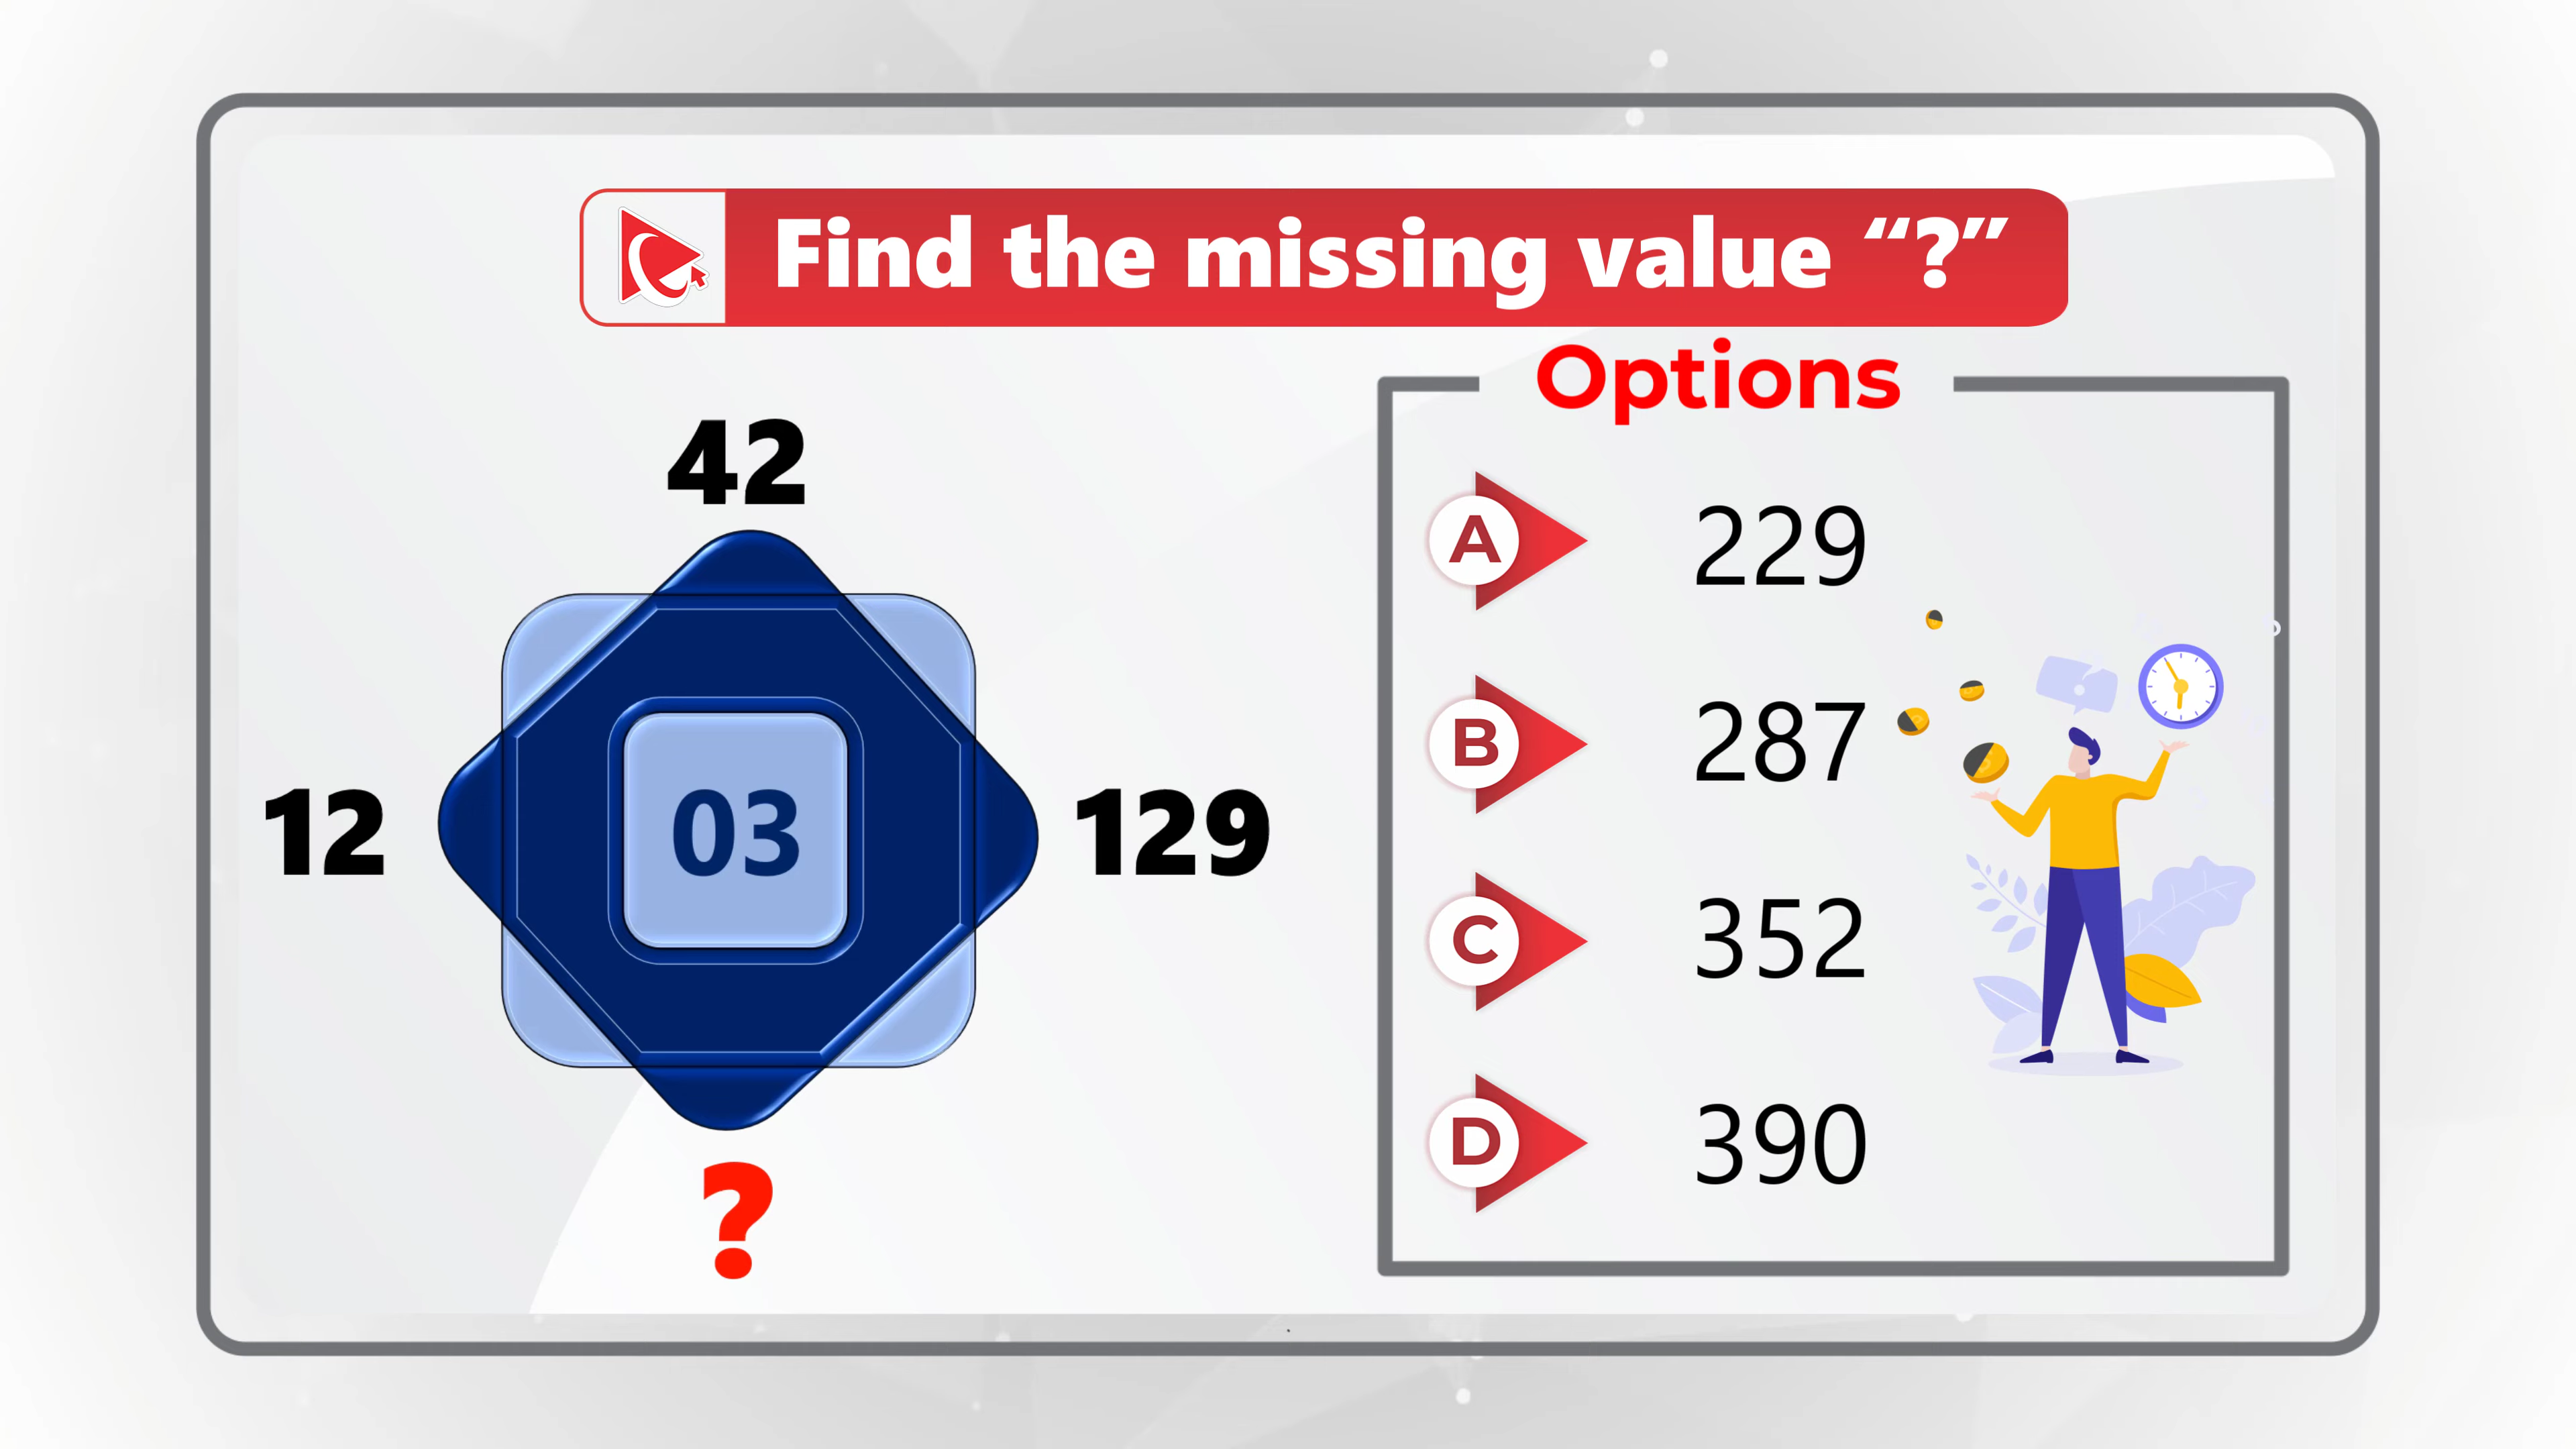 Find the missing value “?”
Options
42
A 229
B 287
12 03 129
C 352
D 390
?